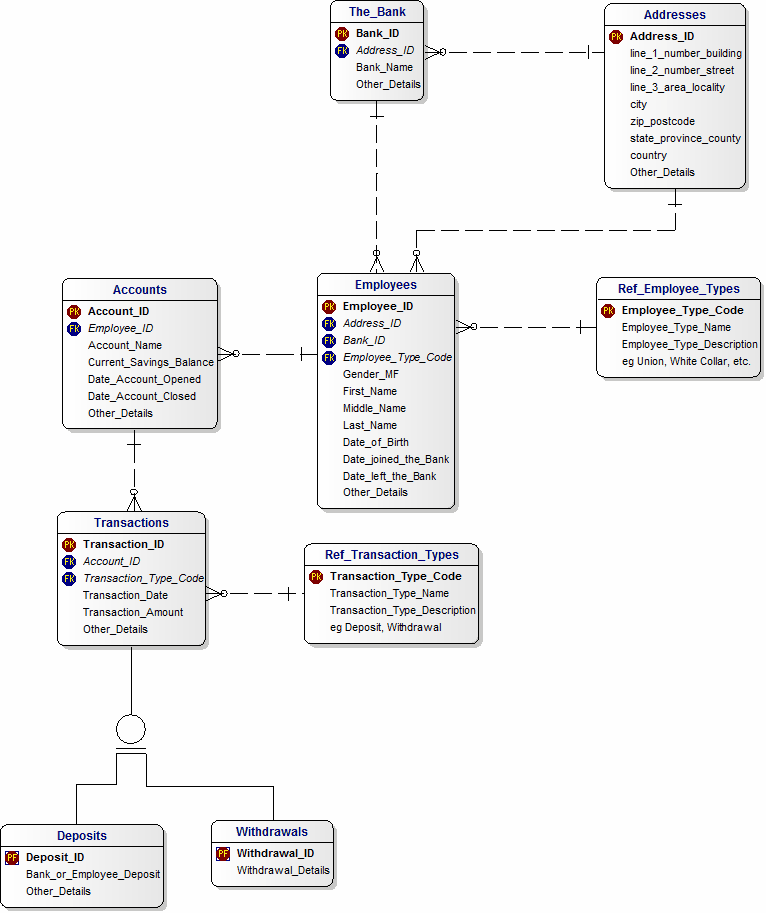 The_Bank
PK Bank_ID
FK Address_ID
Bank_Name
Other_Details
Addresses
PK Address_ID
line_1_number_building
line_2_number_street
line_3_area_locality
city
zip_postcode
state_province_county
country
Other_Details
Accounts
PK Account_ID
FK Employee_ID
Account_Name
Current_Savings_Balance
Date_Account_Opened
Date_Account_Closed
Other_Details
Employees
PK Employee_ID
FK Address_ID
FK Bank_ID
FK Employee_Type_Code
Gender_MF
First_Name
Middle_Name
Last_Name
Date_of_Birth
Date_joined_the_Bank
Date_left_the_Bank
Other_Details
Ref_Employee_Types
PK Employee_Type_Code
Employee_Type_Name
Employee_Type_Description
eg Union, White Collar, etc.
Transactions
PK Transaction_ID
FK Account_ID
FK Transaction_Type_Code
Transaction_Date
Transaction_Amount
Other_Details
Ref_Transaction_Types
PK Transaction_Type_Code
Transaction_Type_Name
Transaction_Type_Description
eg Deposit, Withdrawal
Deposits
PF Deposit_ID
Bank_or_Employee_Deposit
Other_Details
Withdrawals
PF Withdrawal_ID
Withdrawal_Details